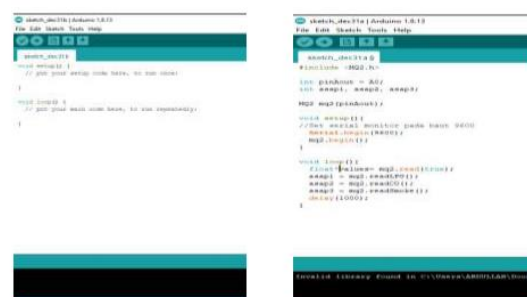 sketch_dec31b | Arduino 1.8.13
File Edit Sketch Tools Help
sketch_dec31b
void setup() {
// put your setup code here, to run once:
}
void loop() {
// put your main code here, to run repeatedly:
}
sketch_dec31a | Arduino 1.8.13
File Edit Sketch Tools Help
sketch_dec31a §
#include <MQ2.h>
int pinAout = A0;
int asap1, asap2, asap3;
MQ2 mq2(pinAout);
void setup(){
//Set serial monitor pada baut 9600
Serial.begin(9600);
mq2.begin();
}
void loop(){
float*values= mq2.read(true);
asap1 = mq2.readLPG();
asap2 = mq2.readCO();
asap3 = mq2.readSmoke();
delay(1000);
}
Invalid library found in C:\Users\ABDULLAH\Doc